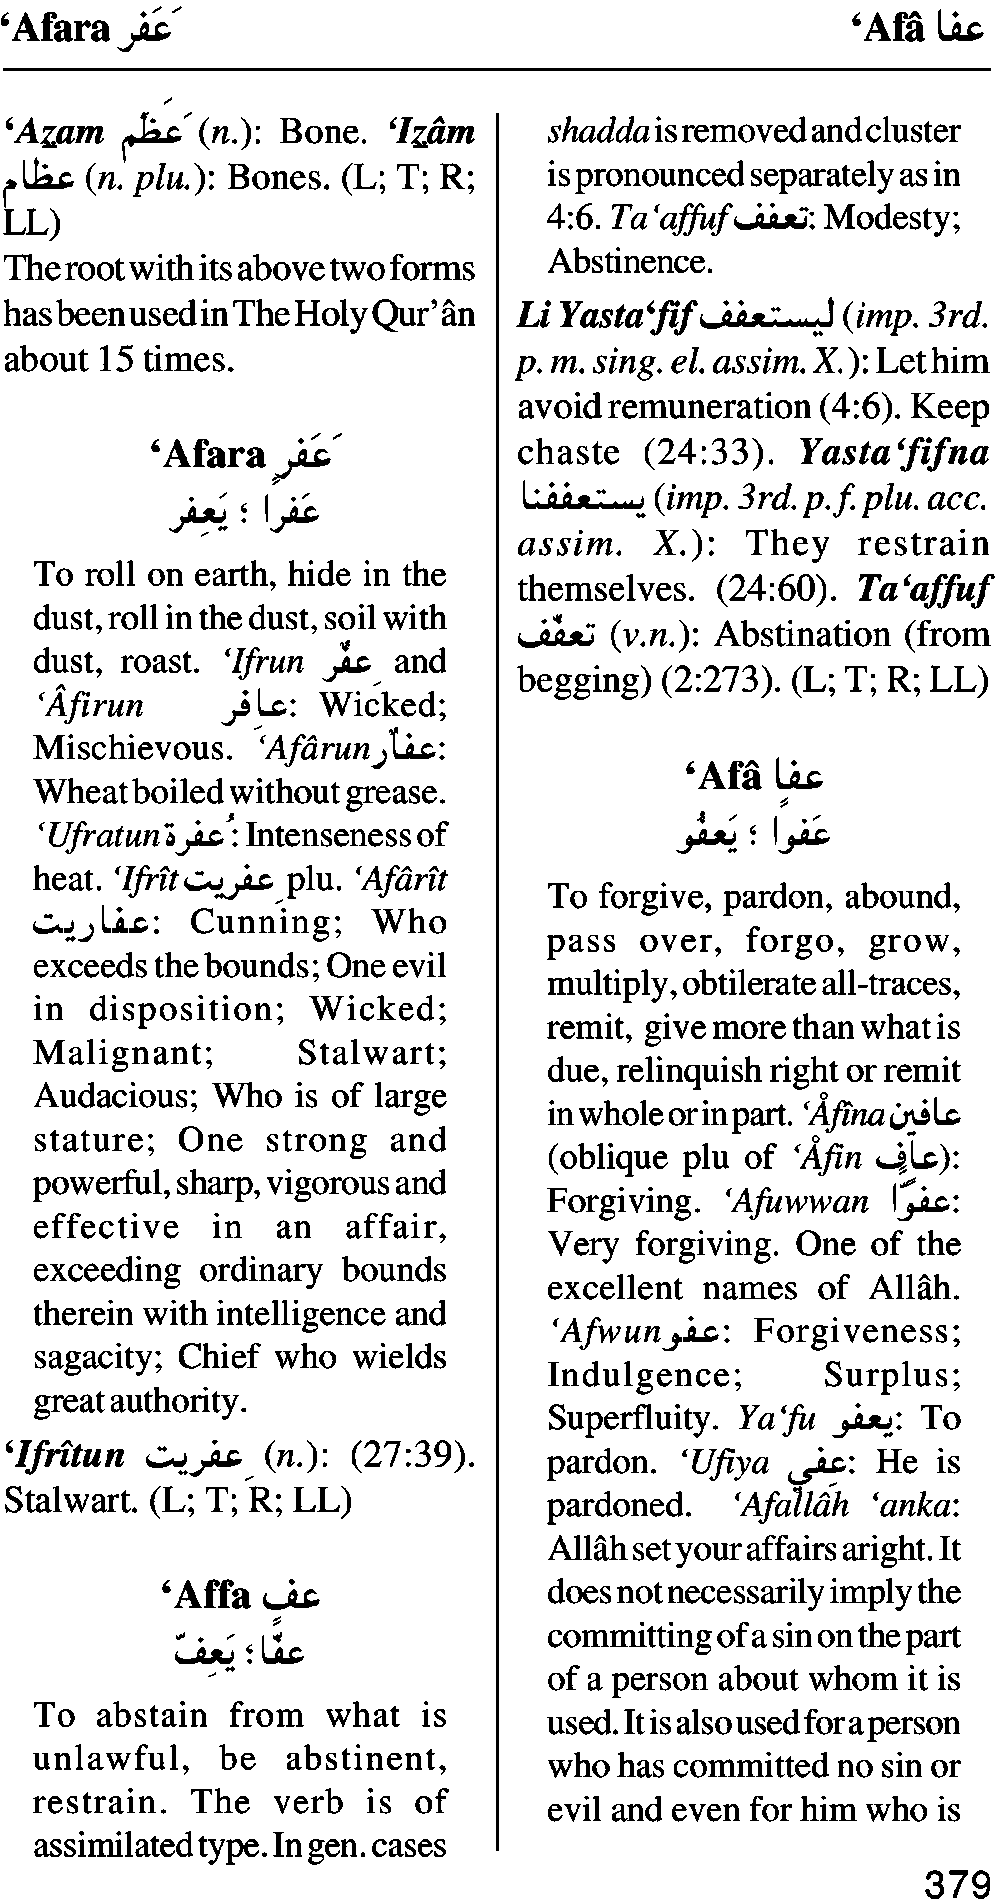 ‘Afara عَفَرَ
‘Afâ عفا
‘Aẕam عَظْمَ (n.): Bone. ‘Iẕâm
عظام (n. plu.): Bones. (L; T; R;
LL)
The root with its above two forms
has been used in The Holy Qur’ân
about 15 times.
‘Afara عَفَرَ
عَفراً ؛ يَعفِر
To roll on earth, hide in the
dust, roll in the dust, soil with
dust, roast. ‘Ifrun عِفْر and
‘Âfirun عافِر: Wicked;
Mischievous. ‘Afârun عفار:
Wheat boiled without grease.
‘Ufratun عُفرة: Intenseness of
heat. ‘Ifrît عِفريت plu. ‘Afârît
عفاريت: Cunning; Who
exceeds the bounds; One evil
in disposition; Wicked;
Malignant; Stalwart;
Audacious; Who is of large
stature; One strong and
powerful, sharp, vigorous and
effective in an affair,
exceeding ordinary bounds
therein with intelligence and
sagacity; Chief who wields
great authority.
‘Ifrîtun عِفريت (n.): (27:39).
Stalwart. (L; T; R; LL)
‘Affa عف
عفّاً؛ يَعِفّ
To abstain from what is
unlawful, be abstinent,
restrain. The verb is of
assimilated type. In gen. cases
shadda is removed and cluster
is pronounced separately as in
4:6. Ta‘affuf تعفف: Modesty;
Abstinence.
Li Yasta‘fif ليستعفف (imp. 3rd.
p. m. sing. el. assim. X.): Let him
avoid remuneration (4:6). Keep
chaste (24:33). Yasta‘fifna
يستعففنا (imp. 3rd. p.f. plu. acc.
assim. X.): They restrain
themselves. (24:60). Ta‘affuf
تعفّف (v.n.): Abstination (from
begging) (2:273). (L; T; R; LL)
‘Afâ عفا
عَفواً ؛ يَعفُو
To forgive, pardon, abound,
pass over, forgo, grow,
multiply, obtilerate all-traces,
remit, give more than what is
due, relinquish right or remit
in whole or in part. ‘Åfîna عافين
(oblique plu of ‘Åfin عافٍ):
Forgiving. ‘Afuwwan عفوّا:
Very forgiving. One of the
excellent names of Allâh.
‘Afwun عفو: Forgiveness;
Indulgence; Surplus;
Superfluity. Ya‘fu يعفو: To
pardon. ‘Ufiya عفِي: He is
pardoned. ‘Afallâh ‘anka:
Allâh set your affairs aright. It
does not necessarily imply the
committing of a sin on the part
of a person about whom it is
used. It is also used for a person
who has committed no sin or
evil and even for him who is
379